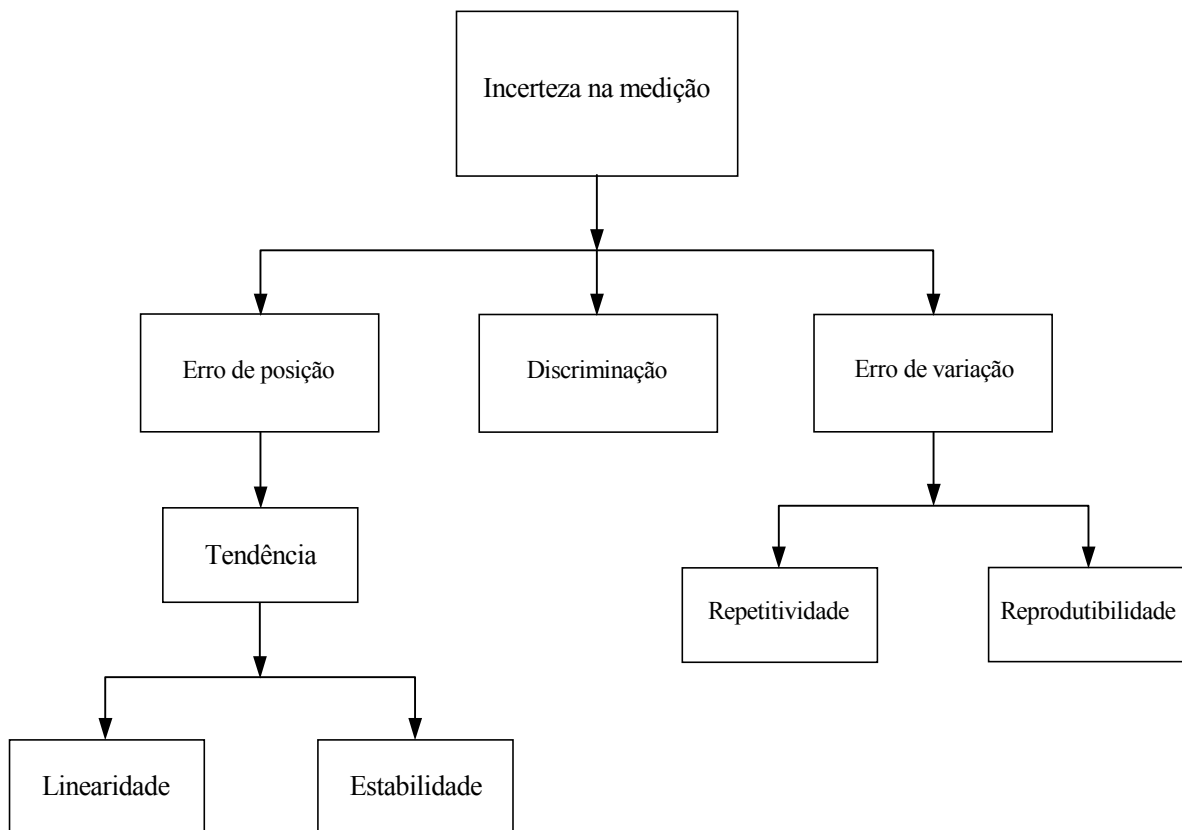 Incerteza na medição
Erro de posição
Discriminação
Erro de variação
Tendência
Repetitividade
Reprodutibilidade
Linearidade
Estabilidade